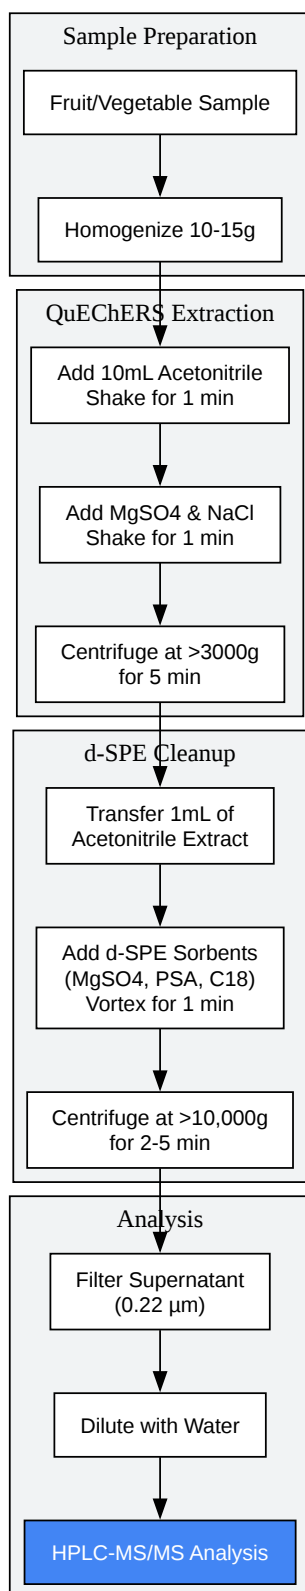 Sample Preparation
Fruit/Vegetable Sample
Homogenize 10-15g
QuEChERS Extraction
Add 10mL Acetonitrile
Shake for 1 min
Add MgSO4 & NaCl
Shake for 1 min
Centrifuge at >3000g
for 5 min
d-SPE Cleanup
Transfer 1mL of
Acetonitrile Extract
Add d-SPE Sorbents
(MgSO4, PSA, C18)
Vortex for 1 min
Centrifuge at >10,000g
for 2-5 min
Analysis
Filter Supernatant
(0.22 µm)
Dilute with Water
HPLC-MS/MS Analysis